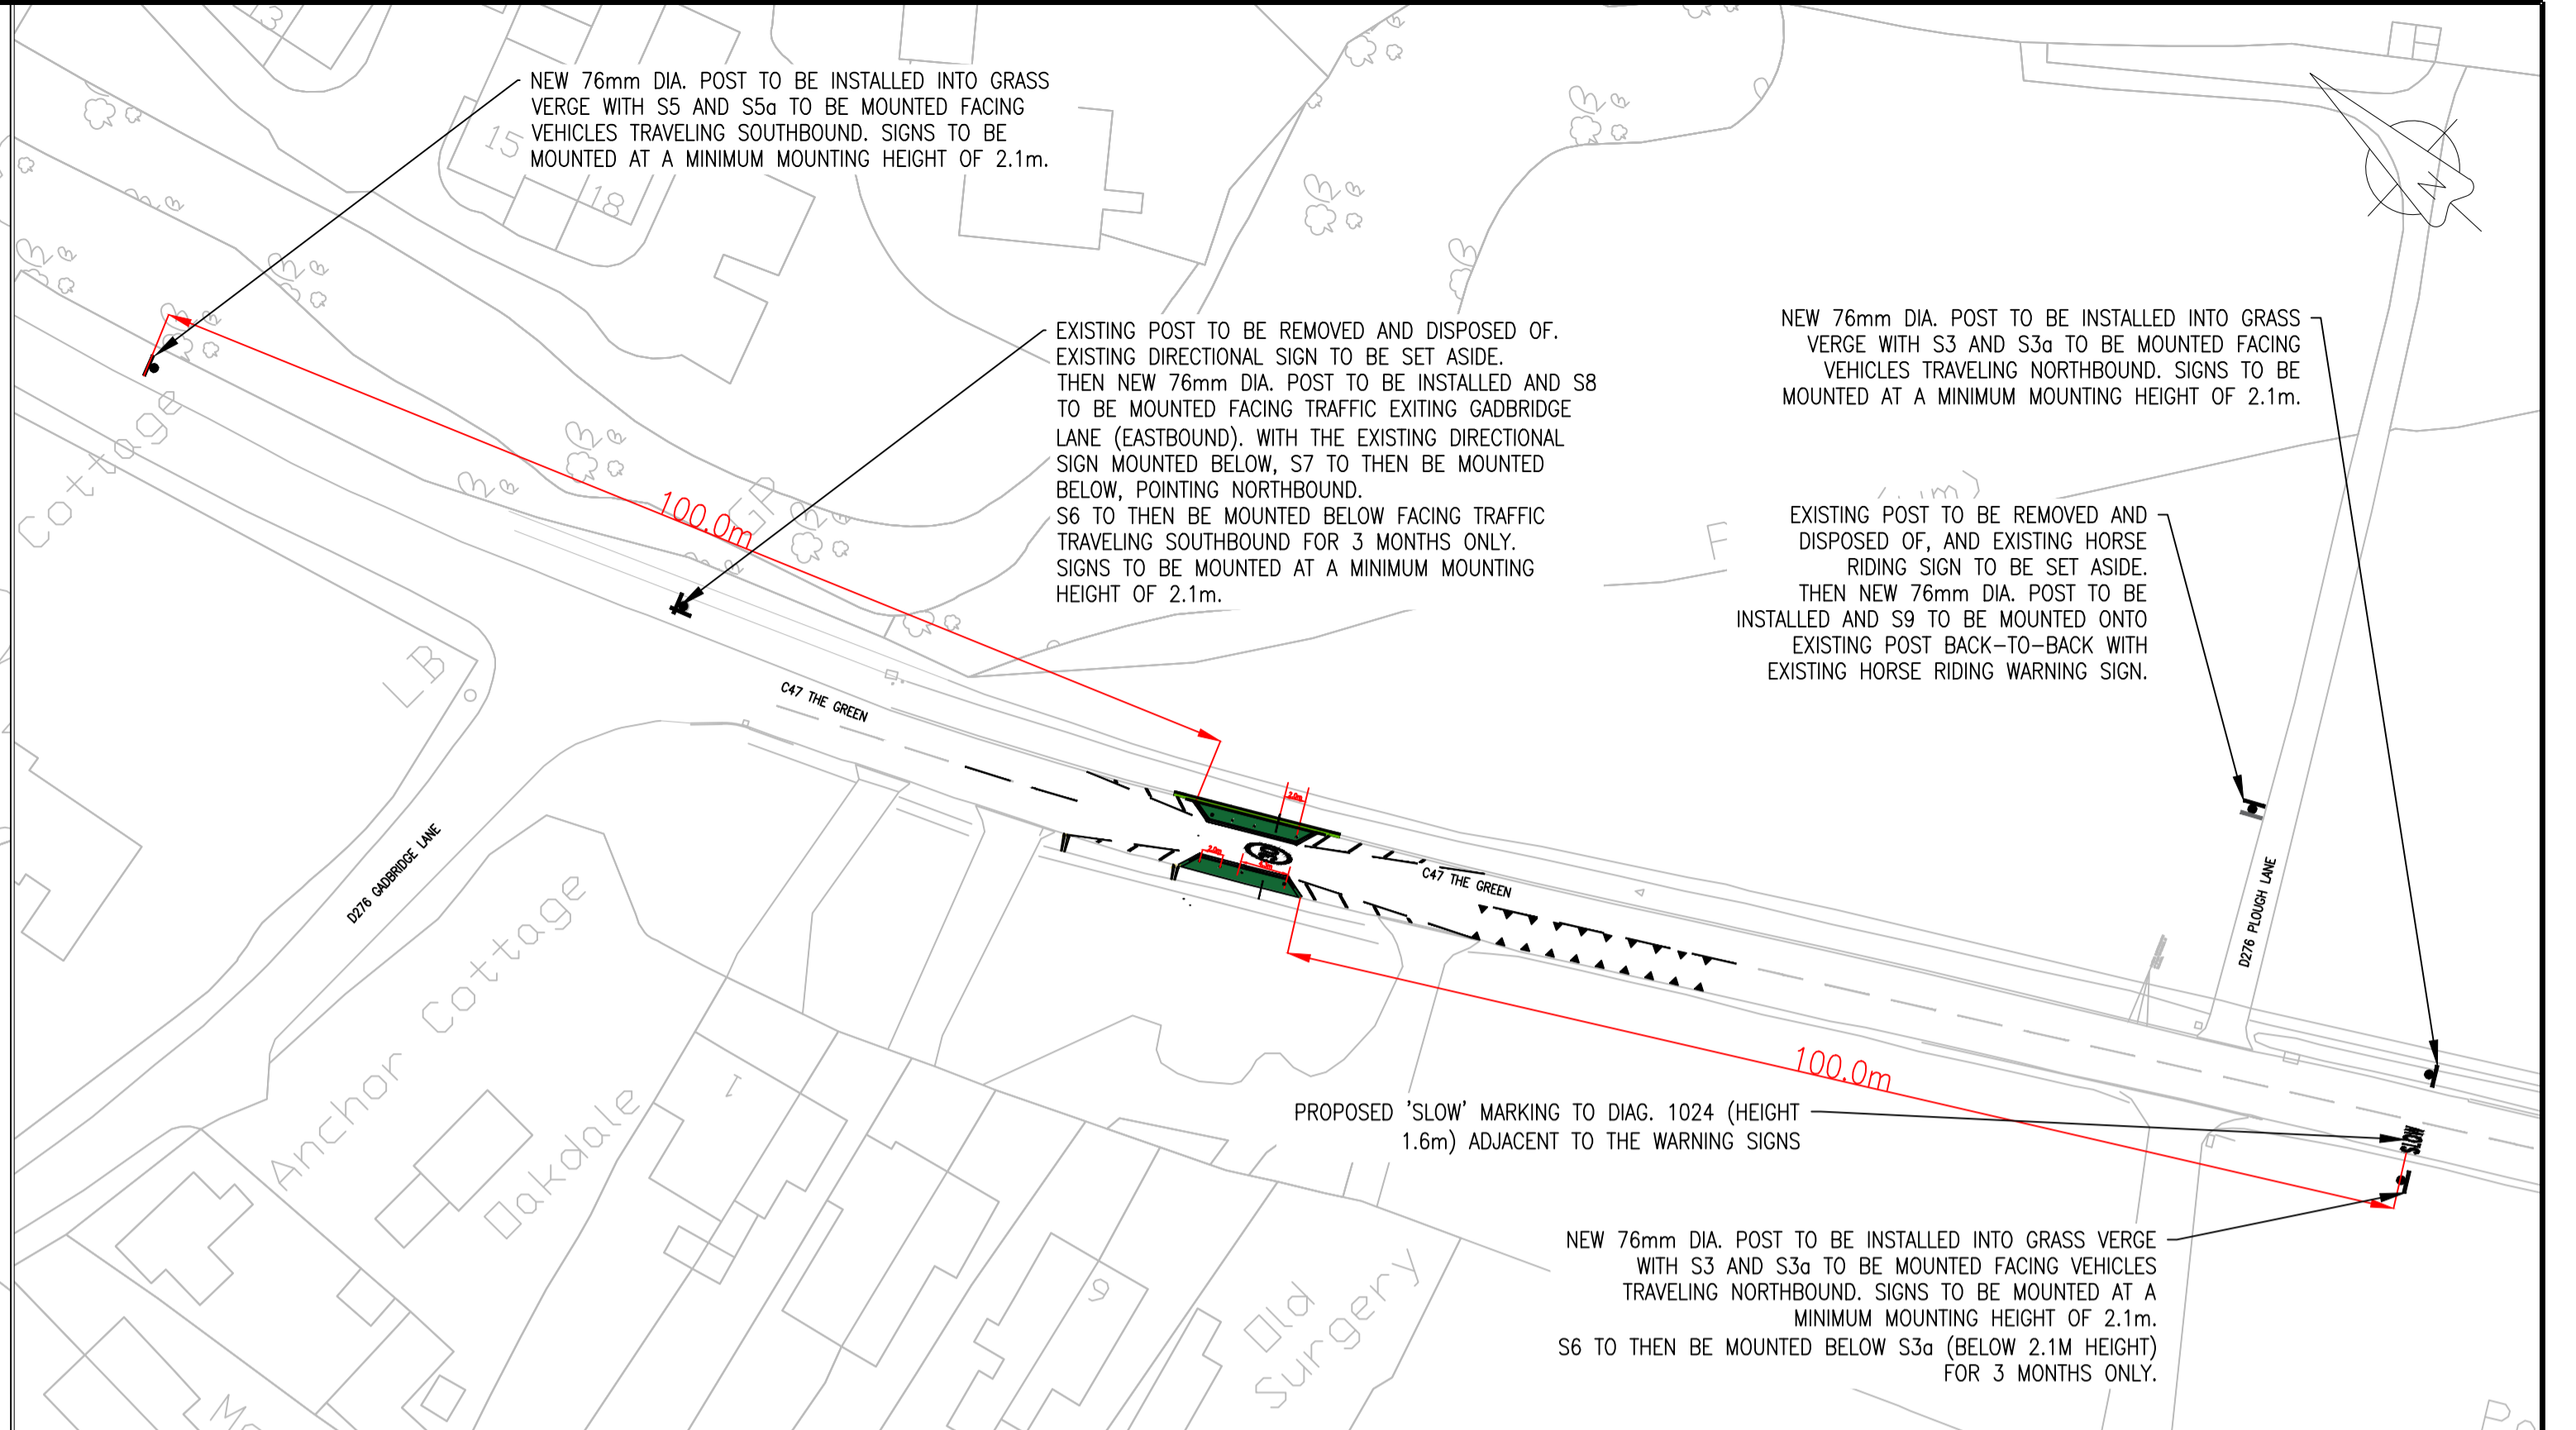 NEW 76mm DIA. POST TO BE INSTALLED INTO GRASS
VERGE WITH S5 AND S5a TO BE MOUNTED FACING
VEHICLES TRAVELING SOUTHBOUND. SIGNS TO BE
MOUNTED AT A MINIMUM MOUNTING HEIGHT OF 2.1m.
13
15
18
N
EXISTING POST TO BE REMOVED AND DISPOSED OF.
EXISTING DIRECTIONAL SIGN TO BE SET ASIDE.
THEN NEW 76mm DIA. POST TO BE INSTALLED AND S8
TO BE MOUNTED FACING TRAFFIC EXITING GADBRIDGE
LANE (EASTBOUND). WITH THE EXISTING DIRECTIONAL
SIGN MOUNTED BELOW, S7 TO THEN BE MOUNTED
BELOW, POINTING NORTHBOUND.
S6 TO THEN BE MOUNTED BELOW FACING TRAFFIC
TRAVELING SOUTHBOUND FOR 3 MONTHS ONLY.
SIGNS TO BE MOUNTED AT A MINIMUM MOUNTING
HEIGHT OF 2.1m.
NEW 76mm DIA. POST TO BE INSTALLED INTO GRASS
VERGE WITH S3 AND S3a TO BE MOUNTED FACING
VEHICLES TRAVELING NORTHBOUND. SIGNS TO BE
MOUNTED AT A MINIMUM MOUNTING HEIGHT OF 2.1m.
EXISTING POST TO BE REMOVED AND
DISPOSED OF, AND EXISTING HORSE
RIDING SIGN TO BE SET ASIDE.
THEN NEW 76mm DIA. POST TO BE
INSTALLED AND S9 TO BE MOUNTED ONTO
EXISTING POST BACK-TO-BACK WITH
EXISTING HORSE RIDING WARNING SIGN.
Cottage
100.0m
GP
LB
C47 THE GREEN
D276 GADBRIDGE LANE
2.0m
2.0m
C47 THE GREEN
D276 PLOUGH LANE
100.0m
Anchor Cottage
Oakdale
1
9
Old
Surgery
PROPOSED 'SLOW' MARKING TO DIAG. 1024 (HEIGHT
1.6m) ADJACENT TO THE WARNING SIGNS
SLOW
NEW 76mm DIA. POST TO BE INSTALLED INTO GRASS VERGE
WITH S3 AND S3a TO BE MOUNTED FACING VEHICLES
TRAVELING NORTHBOUND. SIGNS TO BE MOUNTED AT A
MINIMUM MOUNTING HEIGHT OF 2.1m.
S6 TO THEN BE MOUNTED BELOW S3a (BELOW 2.1M HEIGHT)
FOR 3 MONTHS ONLY.